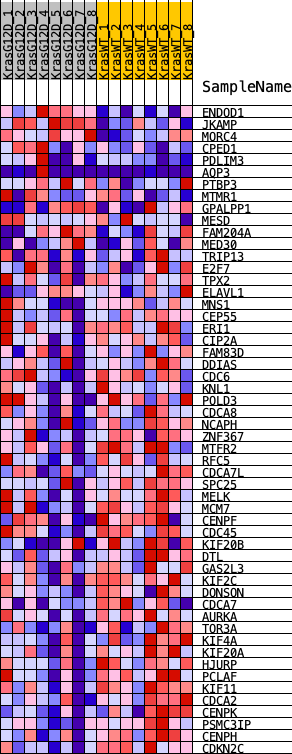 KrasG12D_1
KrasG12D_2
KrasG12D_3
KrasG12D_4
KrasG12D_5
KrasG12D_6
KrasG12D_7
KrasG12D_8
KrasWT_1
KrasWT_2
KrasWT_3
KrasWT_4
KrasWT_5
KrasWT_6
KrasWT_7
KrasWT_8
SampleName
ENDOD1
JKAMP
MORC4
CPED1
PDLIM3
AQP3
PTBP3
MTMR1
GPALPP1
MESD
FAM204A
MED30
TRIP13
E2F7
TPX2
ELAVL1
MNS1
CEP55
ERI1
CIP2A
FAM83D
DDIAS
CDC6
KNL1
POLD3
CDCA8
NCAPH
ZNF367
MTFR2
RFC5
CDCA7L
SPC25
MELK
MCM7
CENPF
CDC45
KIF20B
DTL
GAS2L3
KIF2C
DONSON
CDCA7
AURKA
TOR3A
KIF4A
KIF20A
HJURP
PCLAF
KIF11
CDCA2
CENPK
PSMC3IP
CENPH
CDKN2C